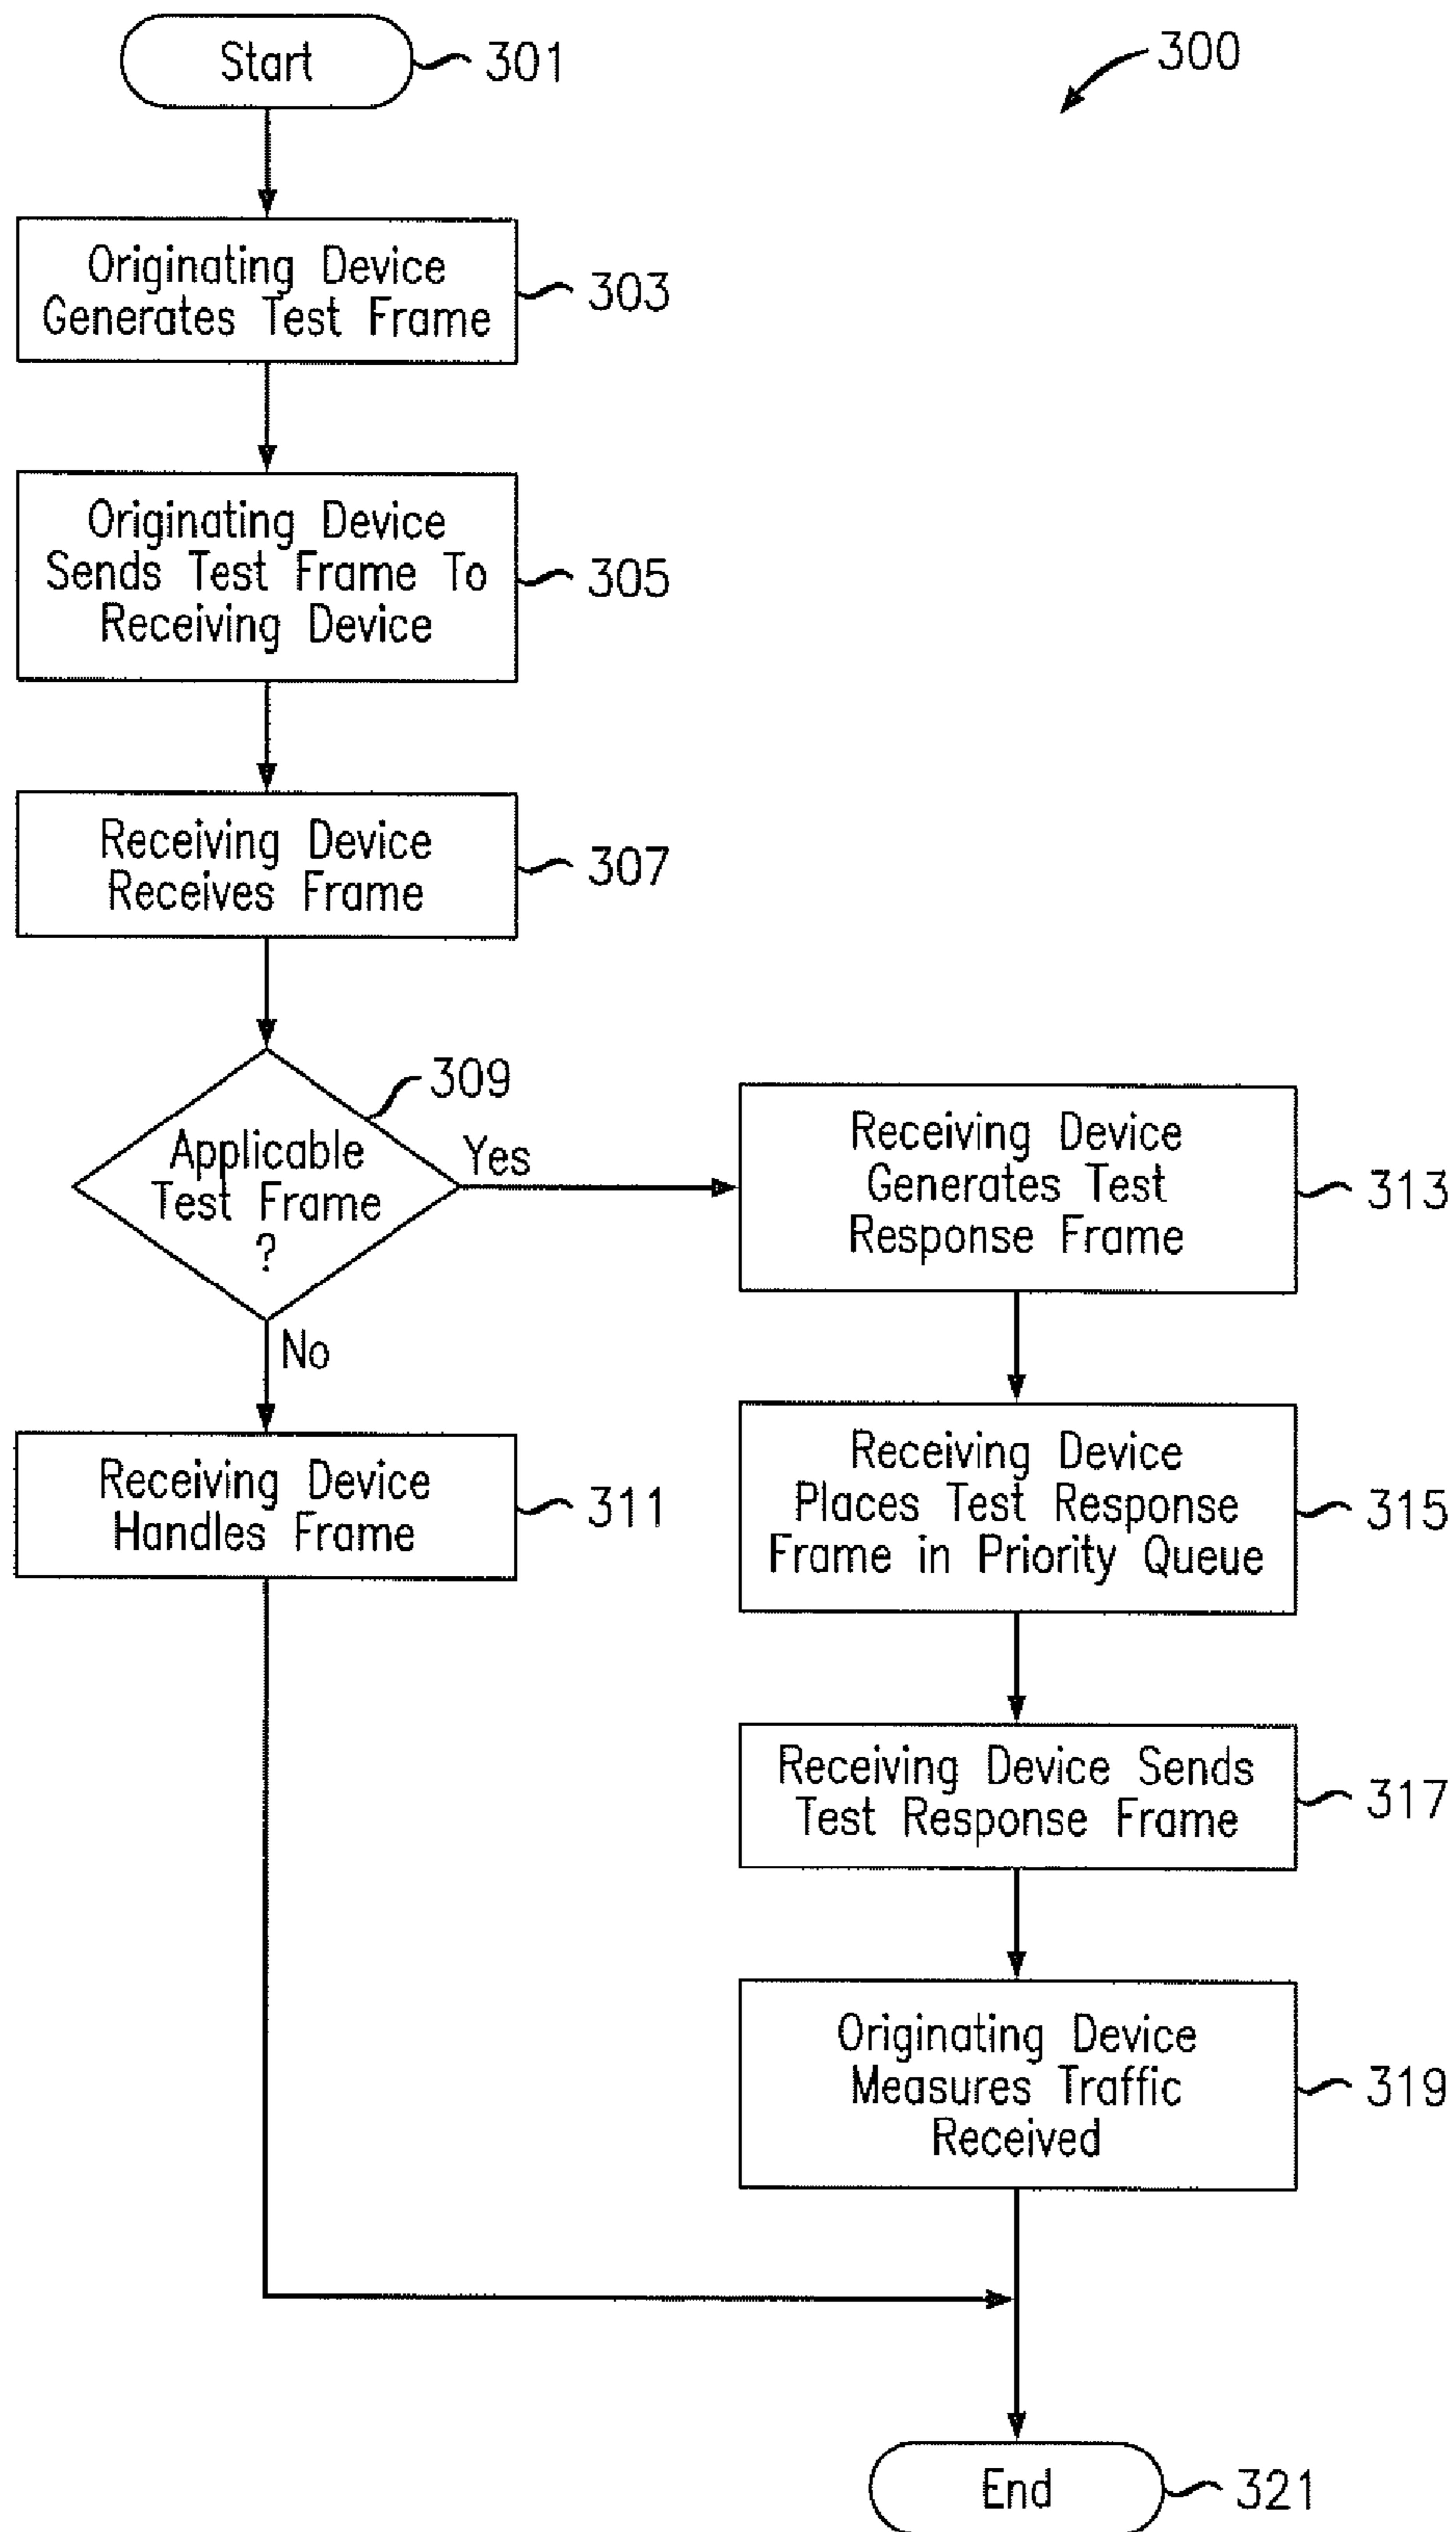 Start
301
300
Originating Device
Generates Test Frame
303
Originating Device
Sends Test Frame To
Receiving Device
305
Receiving Device
Receives Frame
307
309
Applicable
Test Frame
?
Yes
No
Receiving Device
Generates Test
Response Frame
313
Receiving Device
Handles Frame
311
Receiving Device
Places Test Response
Frame in Priority Queue
315
Receiving Device Sends
Test Response Frame
317
Originating Device
Measures Traffic
Received
319
End
321